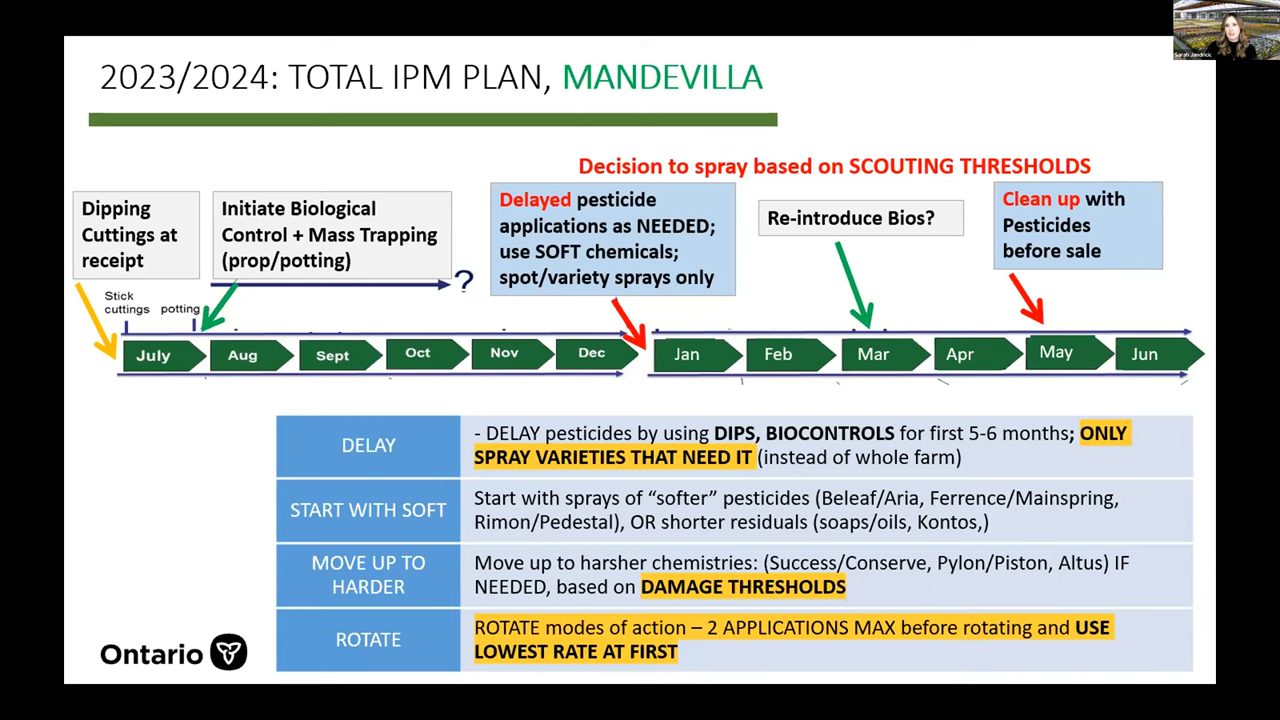 Sarah Jandricic
2023/2024: TOTAL IPM PLAN, MANDEVILLA
Decision to spray based on SCOUTING THRESHOLDS
Dipping
Cuttings at
receipt
Initiate Biological
Control + Mass Trapping
(prop/potting)
?
Delayed pesticide
applications as NEEDED;
use SOFT chemicals;
spot/variety sprays only
Re-introduce Bios?
Clean up with
Pesticides
before sale
Stick
cuttings
potting
July
Aug
Sept
Oct
Nov
Dec
Jan
Feb
Mar
Apr
May
Jun
DELAY
- DELAY pesticides by using DIPS, BIOCONTROLS for first 5-6 months; ONLY
SPRAY VARIETIES THAT NEED IT (instead of whole farm)
START WITH SOFT
Start with sprays of “softer” pesticides (Beleaf/Aria, Ferrence/Mainspring,
Rimon/Pedestal), OR shorter residuals (soaps/oils, Kontos,)
MOVE UP TO
HARDER
Move up to harsher chemistries: (Success/Conserve, Pylon/Piston, Altus) IF
NEEDED, based on DAMAGE THRESHOLDS
ROTATE
ROTATE modes of action – 2 APPLICATIONS MAX before rotating and USE
LOWEST RATE AT FIRST
Ontario